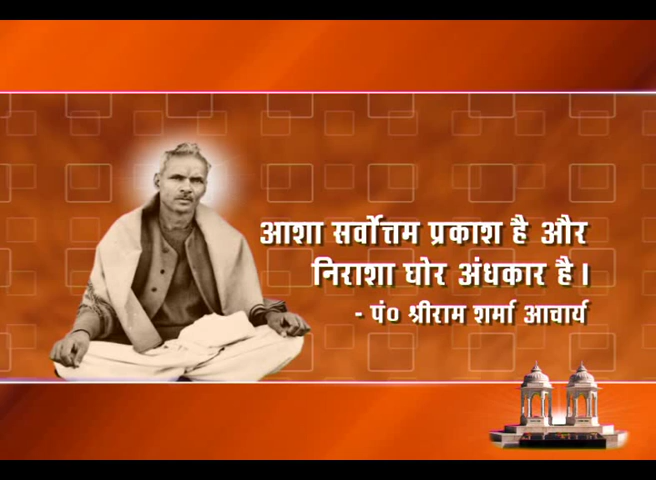 आशा सर्वोत्तम प्रकाश है और
निराशा घोर अंधकार है।
- पं० श्रीराम शर्मा आचार्य